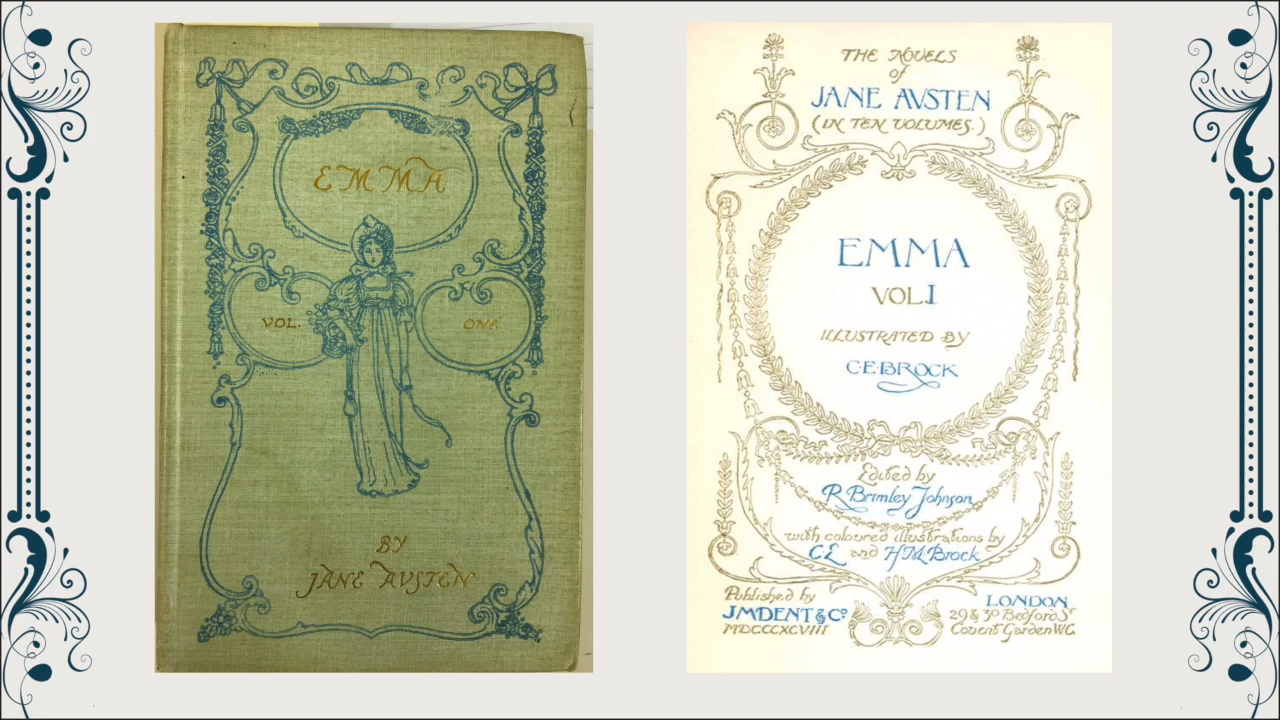 EMMA
VOL. ONE
BY
JANE AVSTEN
THE NOVELS
of
JANE AVSTEN
(IN TEN VOLUMES.)
EMMA
VOL.I
ILLUSTRATED BY
C.E.BROCK
Edited by
R. Brimley Johnson
with coloured illustrations by
C.E. and H.M. Brock
Published by
J.M.DENT & Co
MDCCCXCVIII
LONDON
29 & 30 Bedford St
Covent Garden W.C.